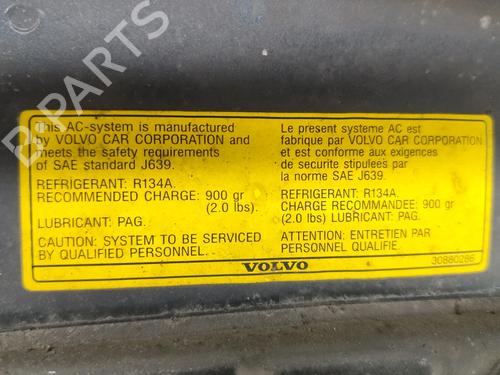 This AC-system is manufactured
by VOLVO CAR CORPORATION and
meets the safety requirements
of SAE standard J639.
REFRIGERANT: R134A.
RECOMMENDED CHARGE: 900 gr
(2.0 lbs).
LUBRICANT: PAG.
CAUTION: SYSTEM TO BE SERVICED
BY QUALIFIED PERSONNEL.
Le present systeme AC est
fabrique par VOLVO CAR CORPORATION
et est conforme aux exigences
de securite stipulees par
la norme SAE J639.
REFRIGERANT: R134A.
CHARGE RECOMMANDEE: 900 gr
(2.0 lbs) LUBRICANT: PAG.
ATTENTION: ENTRETIEN PAR
PERSONNEL QUALIFIE.
VOLVO
30880286
B-PARTS